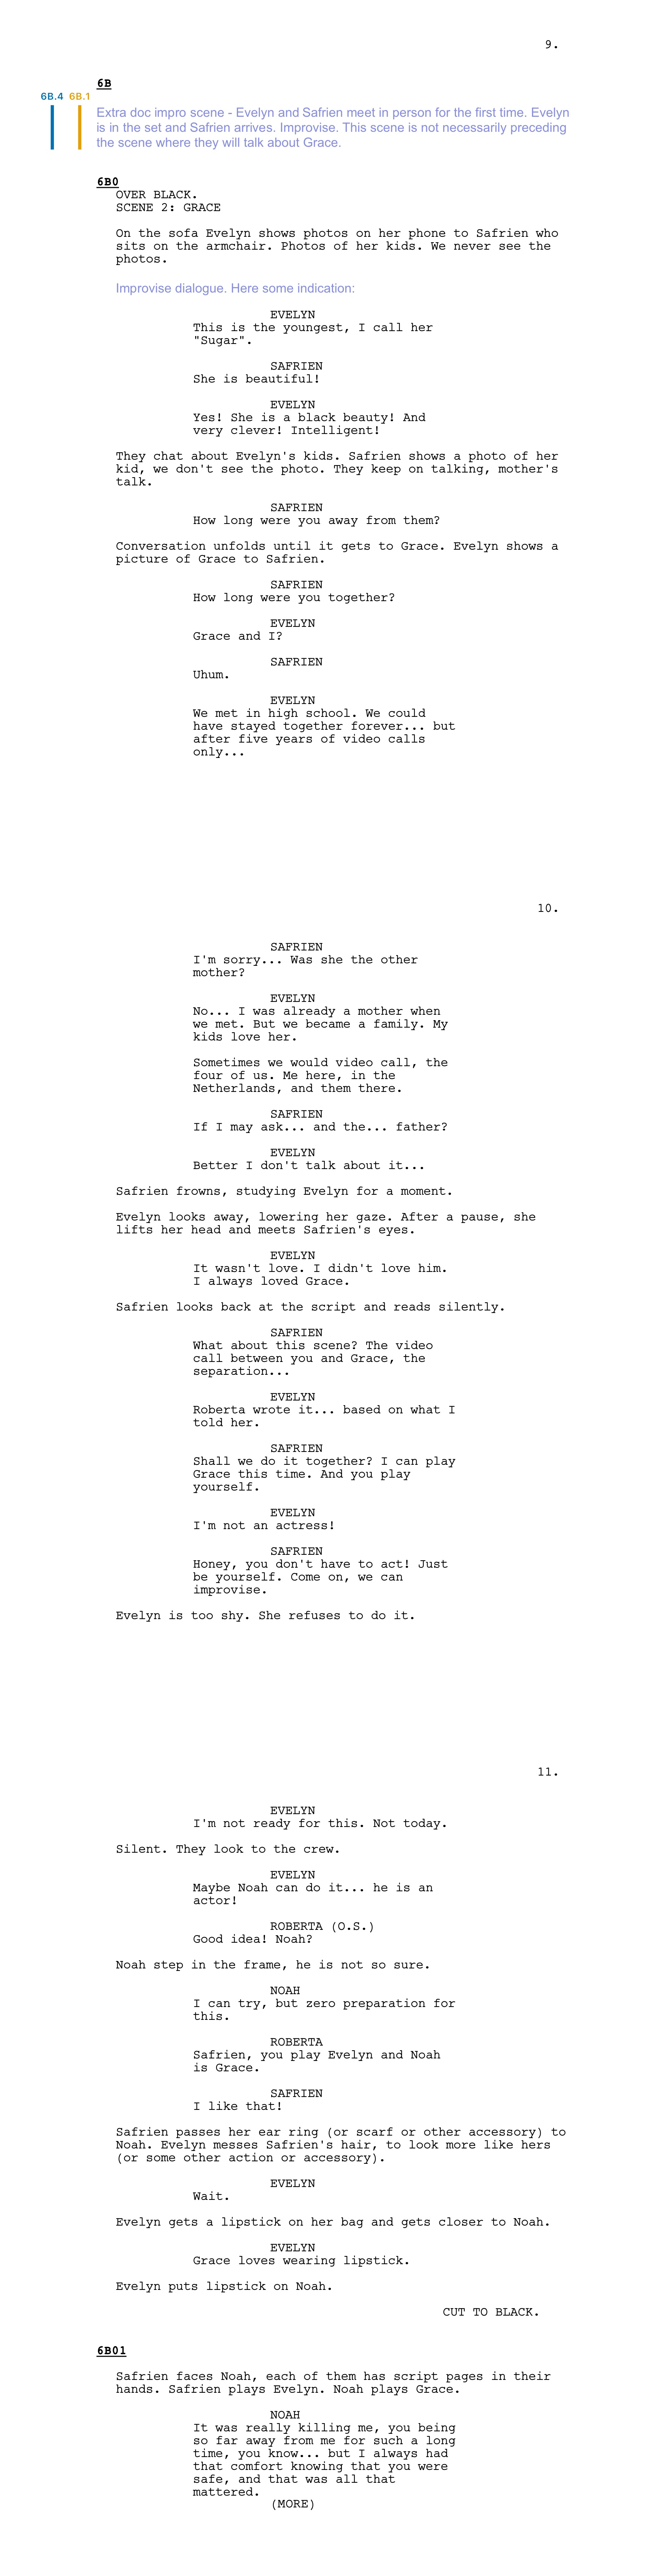 9.
6B
6B.4 6B.1
Extra doc impro scene - Evelyn and Safrien meet in person for the first time. Evelyn
is in the set and Safrien arrives. Improvise. This scene is not necessarily preceding
the scene where they will talk about Grace.
6B0
OVER BLACK.
SCENE 2: GRACE
On the sofa Evelyn shows photos on her phone to Safrien who
sits on the armchair. Photos of her kids. We never see the
photos.
Improvise dialogue. Here some indication:
EVELYN
This is the youngest, I call her
"Sugar".
SAFRIEN
She is beautiful!
EVELYN
Yes! She is a black beauty! And
very clever! Intelligent!
They chat about Evelyn's kids. Safrien shows a photo of her
kid, we don't see the photo. They keep on talking, mother's
talk.
SAFRIEN
How long were you away from them?
Conversation unfolds until it gets to Grace. Evelyn shows a
picture of Grace to Safrien.
SAFRIEN
How long were you together?
EVELYN
Grace and I?
SAFRIEN
Uhum.
EVELYN
We met in high school. We could
have stayed together forever... but
after five years of video calls
only...
10.
SAFRIEN
I'm sorry... Was she the other
mother?
EVELYN
No... I was already a mother when
we met. But we became a family. My
kids love her.
Sometimes we would video call, the
four of us. Me here, in the
Netherlands, and them there.
SAFRIEN
If I may ask... and the... father?
EVELYN
Better I don't talk about it...
Safrien frowns, studying Evelyn for a moment.
Evelyn looks away, lowering her gaze. After a pause, she
lifts her head and meets Safrien's eyes.
EVELYN
It wasn't love. I didn't love him.
I always loved Grace.
Safrien looks back at the script and reads silently.
SAFRIEN
What about this scene? The video
call between you and Grace, the
separation...
EVELYN
Roberta wrote it... based on what I
told her.
SAFRIEN
Shall we do it together? I can play
Grace this time. And you play
yourself.
EVELYN
I'm not an actress!
SAFRIEN
Honey, you don't have to act! Just
be yourself. Come on, we can
improvise.
Evelyn is too shy. She refuses to do it.
11.
EVELYN
I'm not ready for this. Not today.
Silent. They look to the crew.
EVELYN
Maybe Noah can do it... he is an
actor!
ROBERTA (O.S.)
Good idea! Noah?
Noah step in the frame, he is not so sure.
NOAH
I can try, but zero preparation for
this.
ROBERTA
Safrien, you play Evelyn and Noah
is Grace.
SAFRIEN
I like that!
Safrien passes her ear ring (or scarf or other accessory) to
Noah. Evelyn messes Safrien's hair, to look more like hers
(or some other action or accessory).
EVELYN
Wait.
Evelyn gets a lipstick on her bag and gets closer to Noah.
EVELYN
Grace loves wearing lipstick.
Evelyn puts lipstick on Noah.
CUT TO BLACK.
6B01
Safrien faces Noah, each of them has script pages in their
hands. Safrien plays Evelyn. Noah plays Grace.
NOAH
It was really killing me, you being
so far away from me for such a long
time, you know... but I always had
that comfort knowing that you were
safe, and that was all that
mattered.
(MORE)